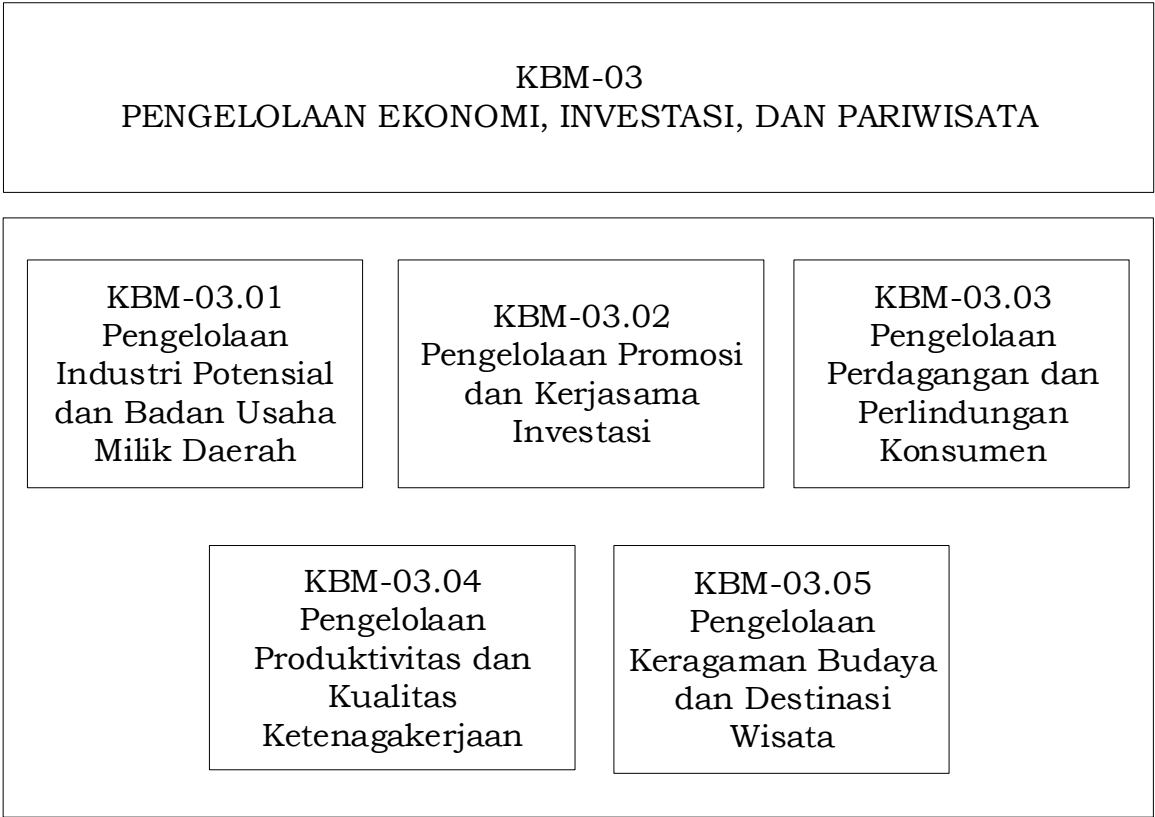 KBM-03
PENGELOLAAN EKONOMI, INVESTASI, DAN PARIWISATA
KBM-03.01
Pengelolaan
Industri Potensial
dan Badan Usaha
Milik Daerah
KBM-03.02
Pengelolaan Promosi
dan Kerjasama
Investasi
KBM-03.03
Pengelolaan
Perdagangan dan
Perlindungan
Konsumen
KBM-03.04
Pengelolaan
Produktivitas dan
Kualitas
Ketenagakerjaan
KBM-03.05
Pengelolaan
Keragaman Budaya
dan Destinasi
Wisata